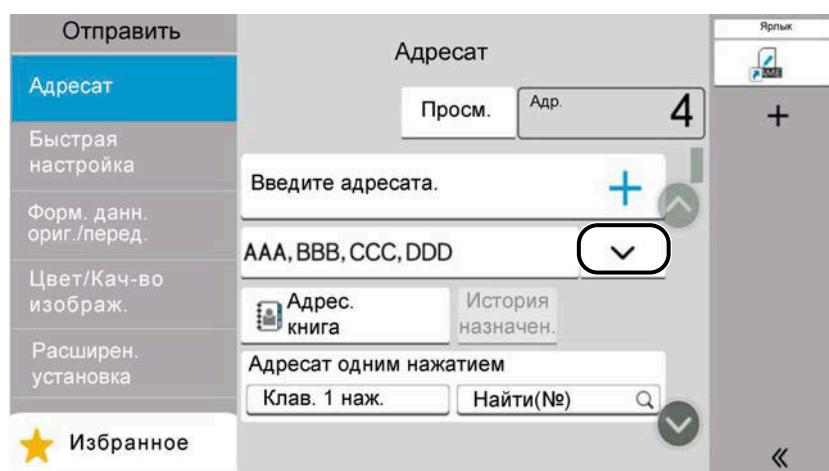 Отправить
Адресат
Быстрая
настройка
Форм. данн.
ориг./перед.
Цвет/Кач-во
изображ.
Расширен.
установка
Избранное
Адресат
Просм.
Адр.
4
Введите адресата.
AAA, BBB, CCC, DDD
Адрес.
книга
История
назначен.
Адресат одним нажатием
Клав. 1 наж.
Найти(№)
Ярлык